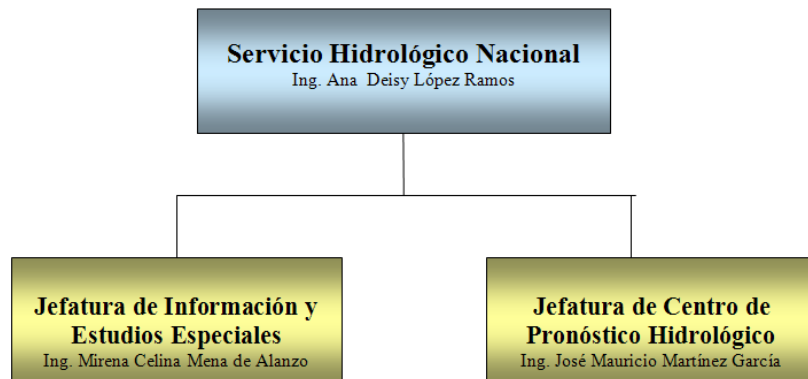 Servicio Hidrológico Nacional
Ing. Ana Deisy López Ramos
Jefatura de Información y
Estudios Especiales
Ing. Mirena Celina Mena de Alanzo
Jefatura de Centro de
Pronóstico Hidrológico
Ing. José Mauricio Martínez García